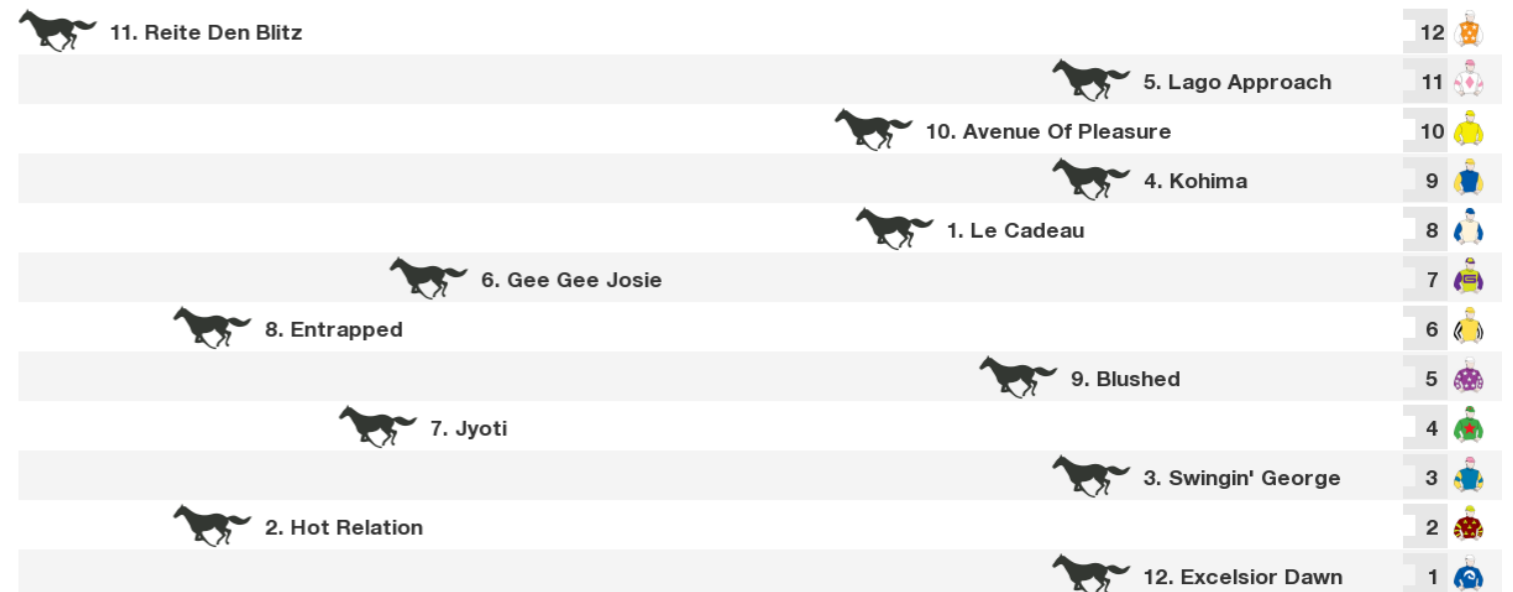 11. Reite Den Blitz 12
5. Lago Approach 11
10. Avenue Of Pleasure 10
4. Kohima 9
1. Le Cadeau 8
6. Gee Gee Josie 7
8. Entrapped 6
9. Blushed 5
7. Jyoti 4
3. Swingin' George 3
2. Hot Relation 2
12. Excelsior Dawn 1